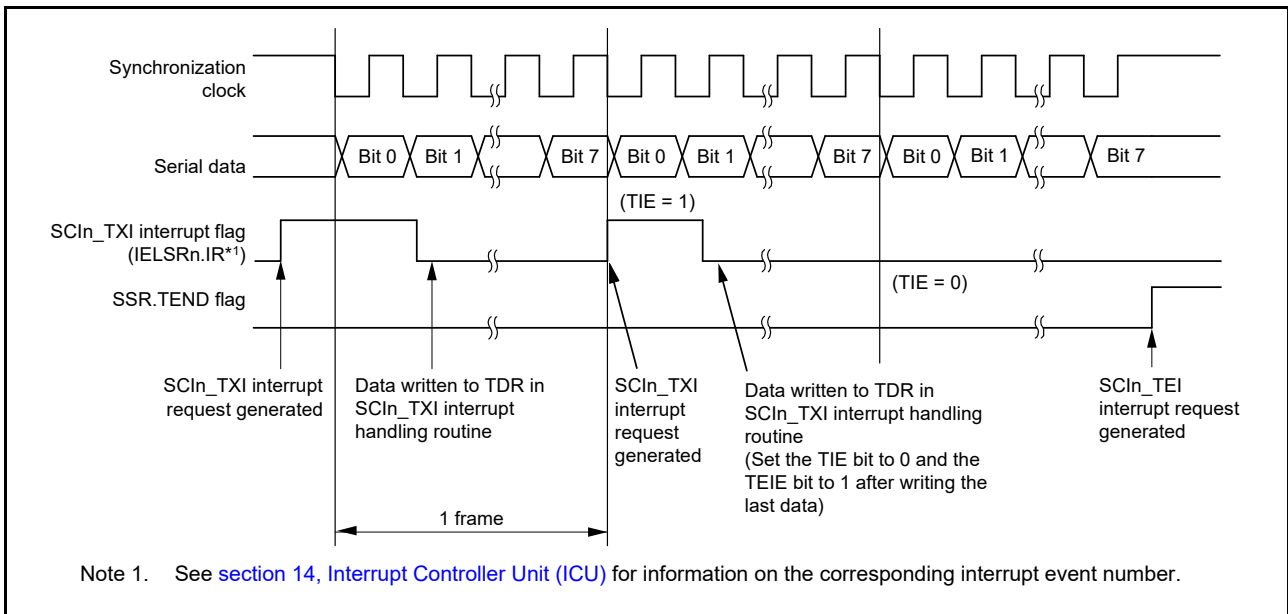 Synchronization
clock
Serial data
Bit 0 Bit 1 Bit 7 Bit 0 Bit 1 Bit 7 Bit 0 Bit 1 Bit 7
(TIE = 1)
SCIn_TXI interrupt flag
(IELSRn.IR*1)
(TIE = 0)
SSR.TEND flag
SCIn_TXI interrupt
request generated
Data written to TDR in
SCIn_TXI interrupt
handling routine
SCIn_TXI
interrupt
request
generated
Data written to TDR in
SCIn_TXI interrupt handling
routine
(Set the TIE bit to 0 and the
TEIE bit to 1 after writing the
last data)
SCIn_TEI
interrupt request
generated
1 frame
Note 1. See section 14, Interrupt Controller Unit (ICU) for information on the corresponding interrupt event number.